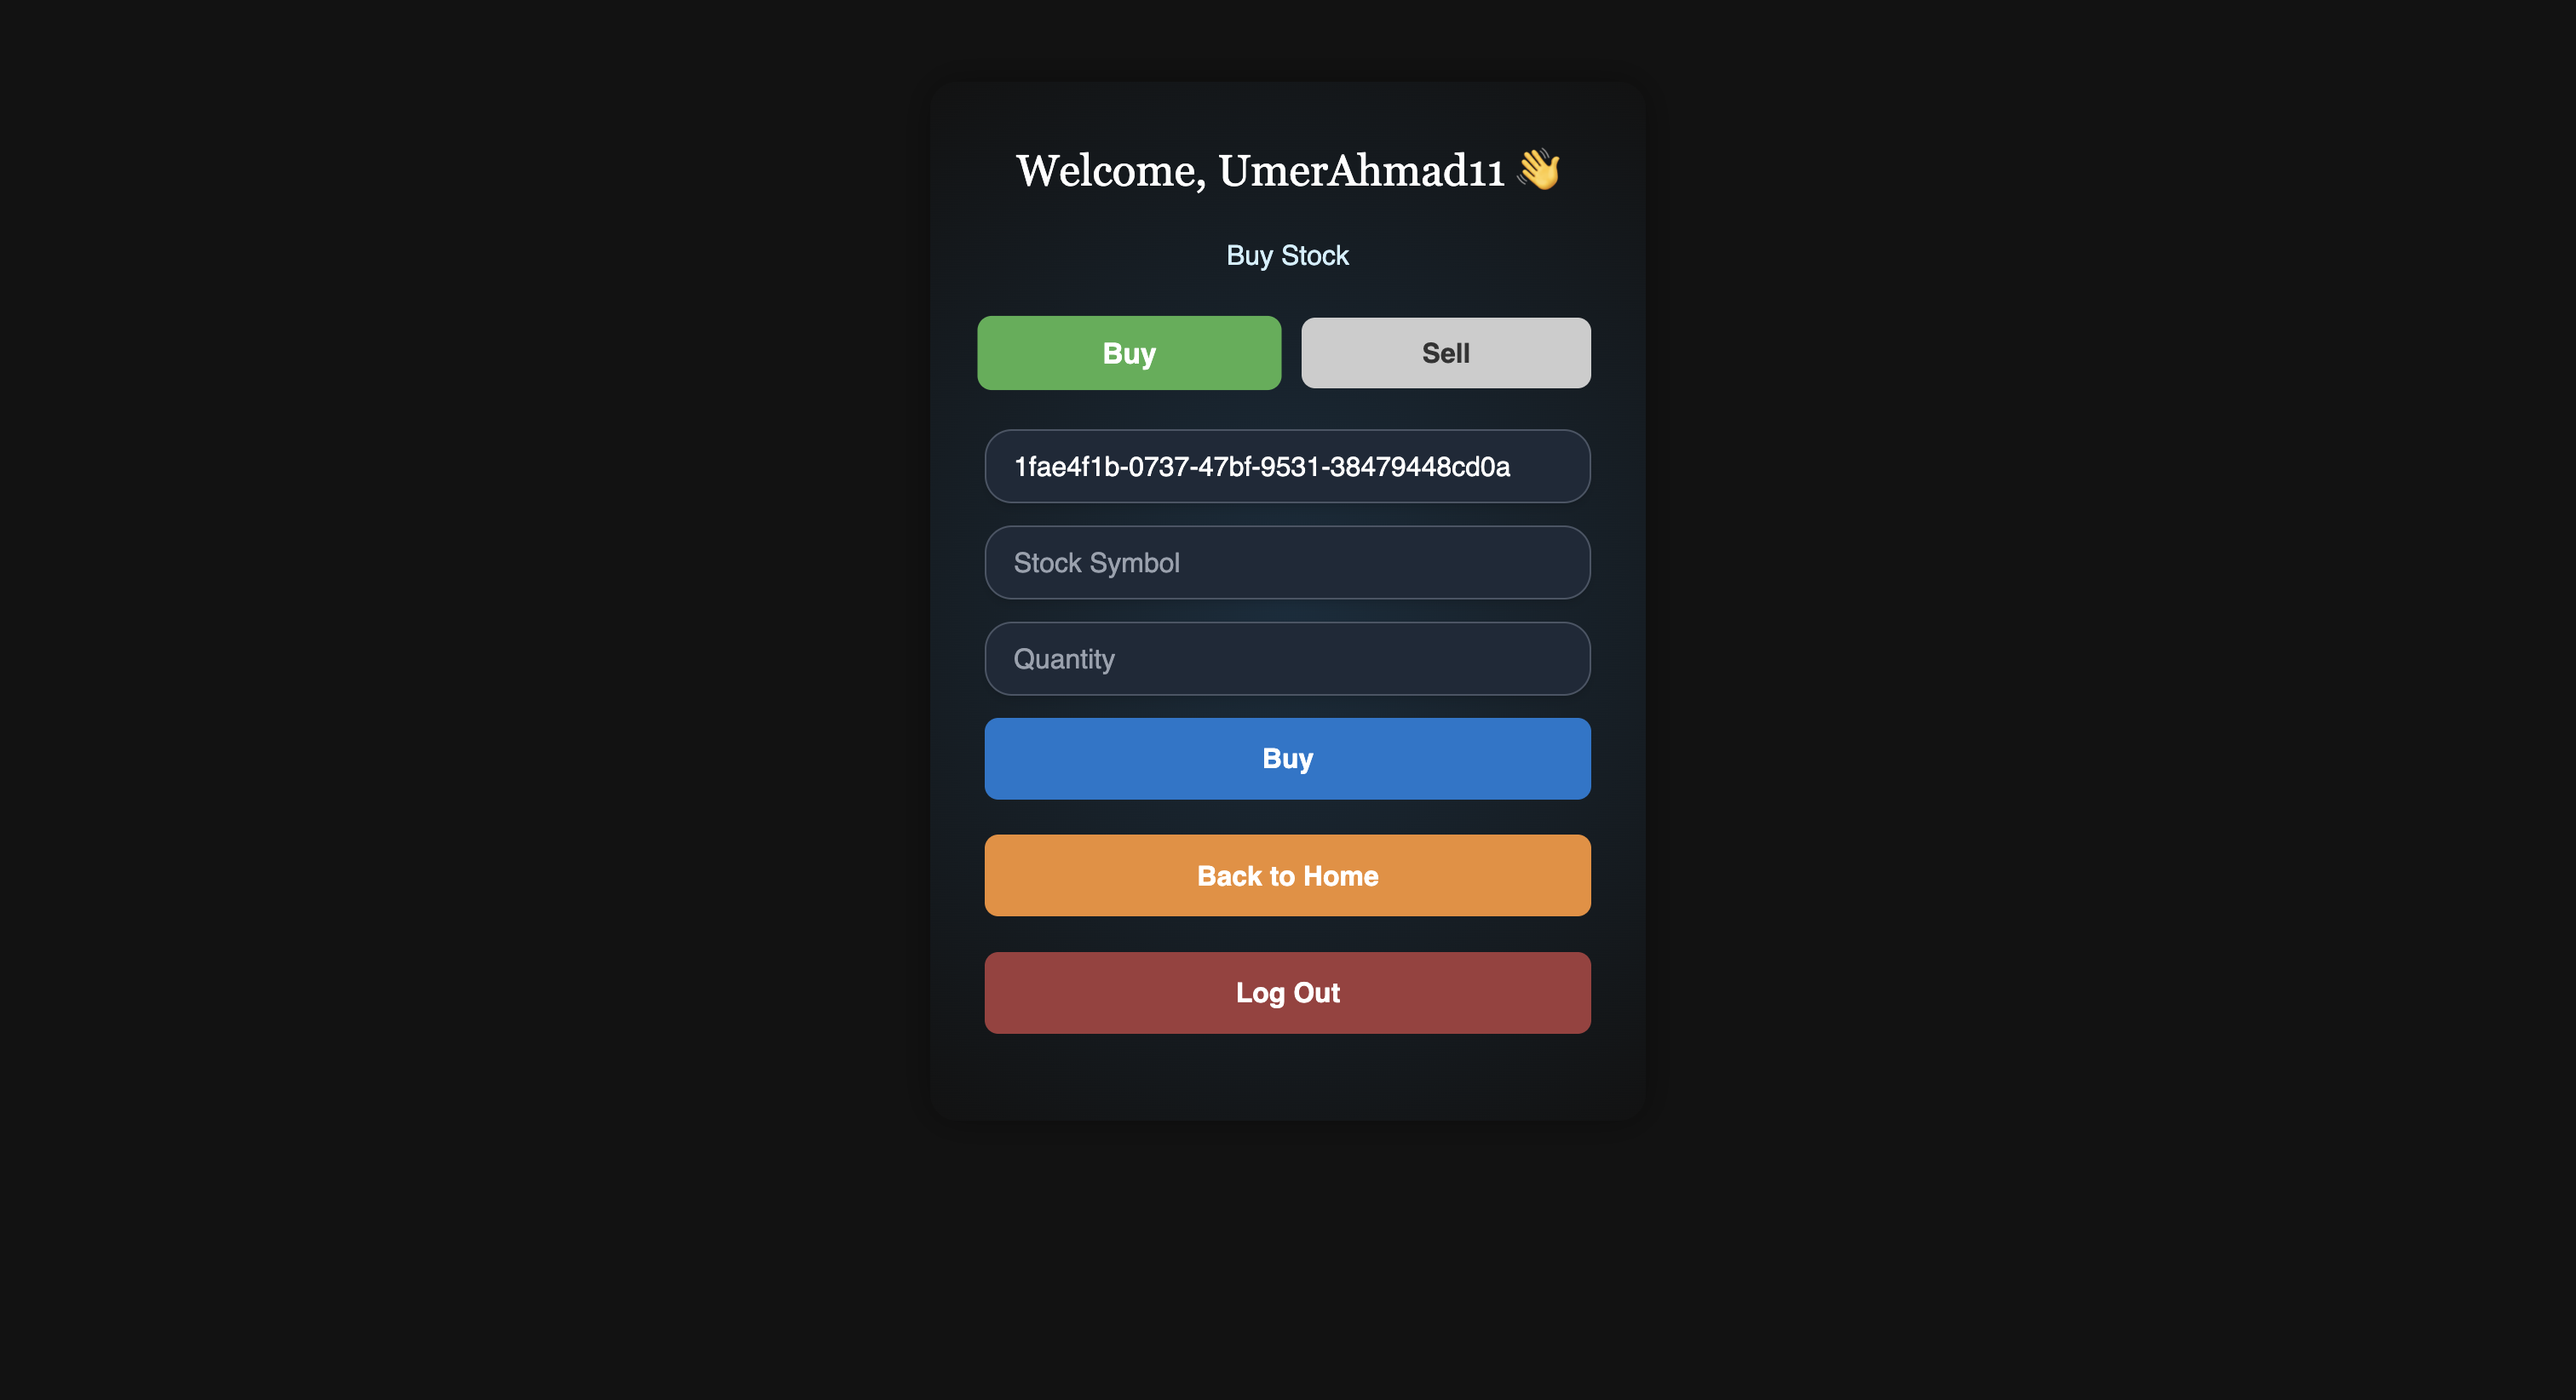 Welcome, UmerAhmad11 👋
Buy Stock
Buy Sell
1fae4f1b-0737-47bf-9531-38479448cd0a
Stock Symbol
Quantity
Buy
Back to Home
Log Out